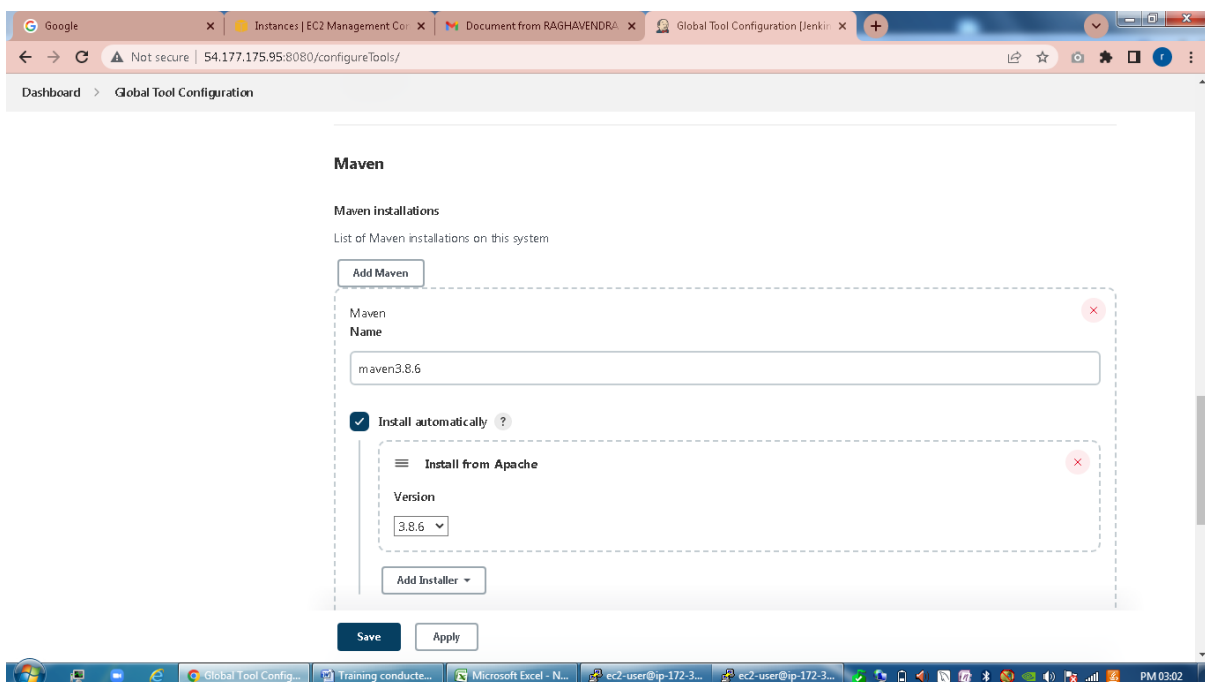 Google
Instances | EC2 Management Con
Document from RAGHAVENDRA
Global Tool Configuration [Jenkin
Not secure | 54.177.175.95:8080/configureTools/
r
Dashboard > Global Tool Configuration
Maven
Maven installations
List of Maven installations on this system
Add Maven
Maven
Name
maven3.8.6
Install automatically ?
Install from Apache
Version
3.8.6
Add Installer
Save Apply
Global Tool Config... Training conducte... Microsoft Excel - N... ec2-user@ip-172-3... ec2-user@ip-172-3... PM 03:02